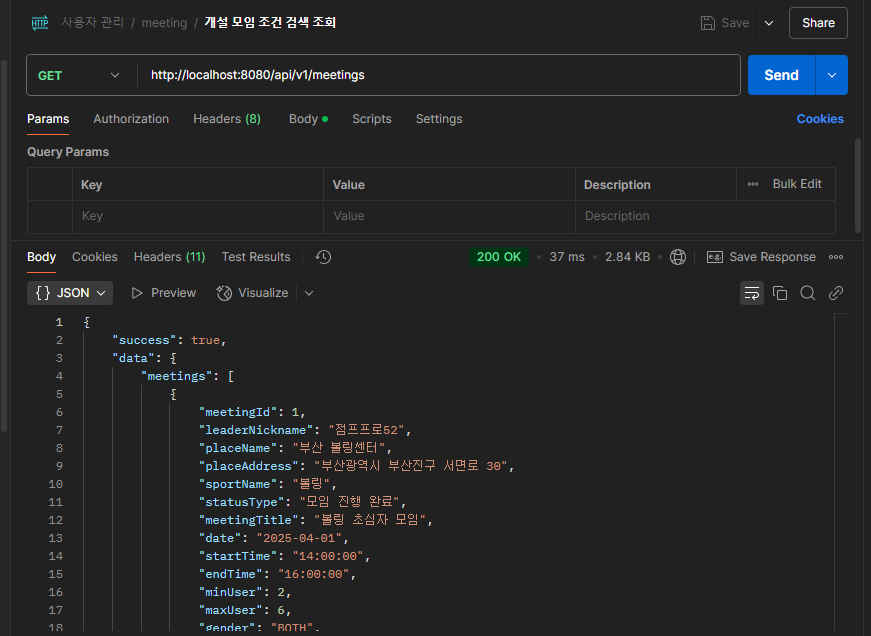 HTTP 사용자 관리 / meeting / 개설 모임 조건 검색 조회 Save Share
GET http://localhost:8080/api/v1/meetings Send
Params Authorization Headers (8) Body Scripts Settings Cookies
Query Params
Key Value Description ••• Bulk Edit
Key Value Description
Body Cookies Headers (11) Test Results 200 OK • 37 ms • 2.84 KB • e.g. Save Response •••
{} JSON Preview Visualize
1 {
2 "success": true,
3 "data": {
4 "meetings": [
5 {
6 "meetingId": 1,
7 "leaderNickname": "점프프로52",
8 "placeName": "부산 볼링센터",
9 "placeAddress": "부산광역시 부산진구 서면로 30",
10 "sportName": "볼링",
11 "statusType": "모임 진행 완료",
12 "meetingTitle": "볼링 초심자 모임",
13 "date": "2025-04-01",
14 "startTime": "14:00:00",
15 "endTime": "16:00:00",
16 "minUser": 2,
17 "maxUser": 6,
18 "gender": "BOTH",